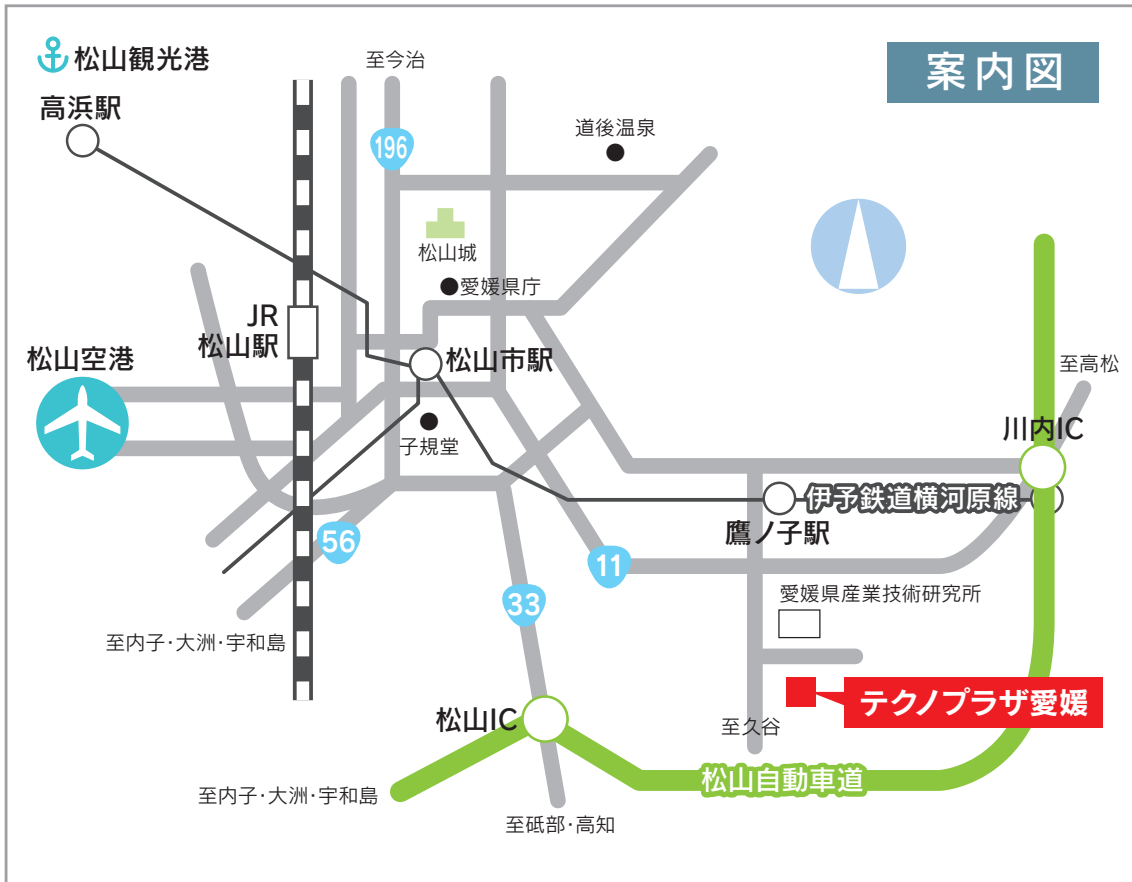 松山観光港
至今治
案内図
高浜駅
196
道後温泉
松山城
愛媛県庁
JR
松山駅
松山市駅
松山空港
至高松
川内IC
子規堂
伊予鉄道横河原線
鷹ノ子駅
56
11
愛媛県産業技術研究所
33
至内子・大洲・宇和島
テクノプラザ愛媛
松山IC
至久谷
松山自動車道
至内子・大洲・宇和島
至砥部・高知